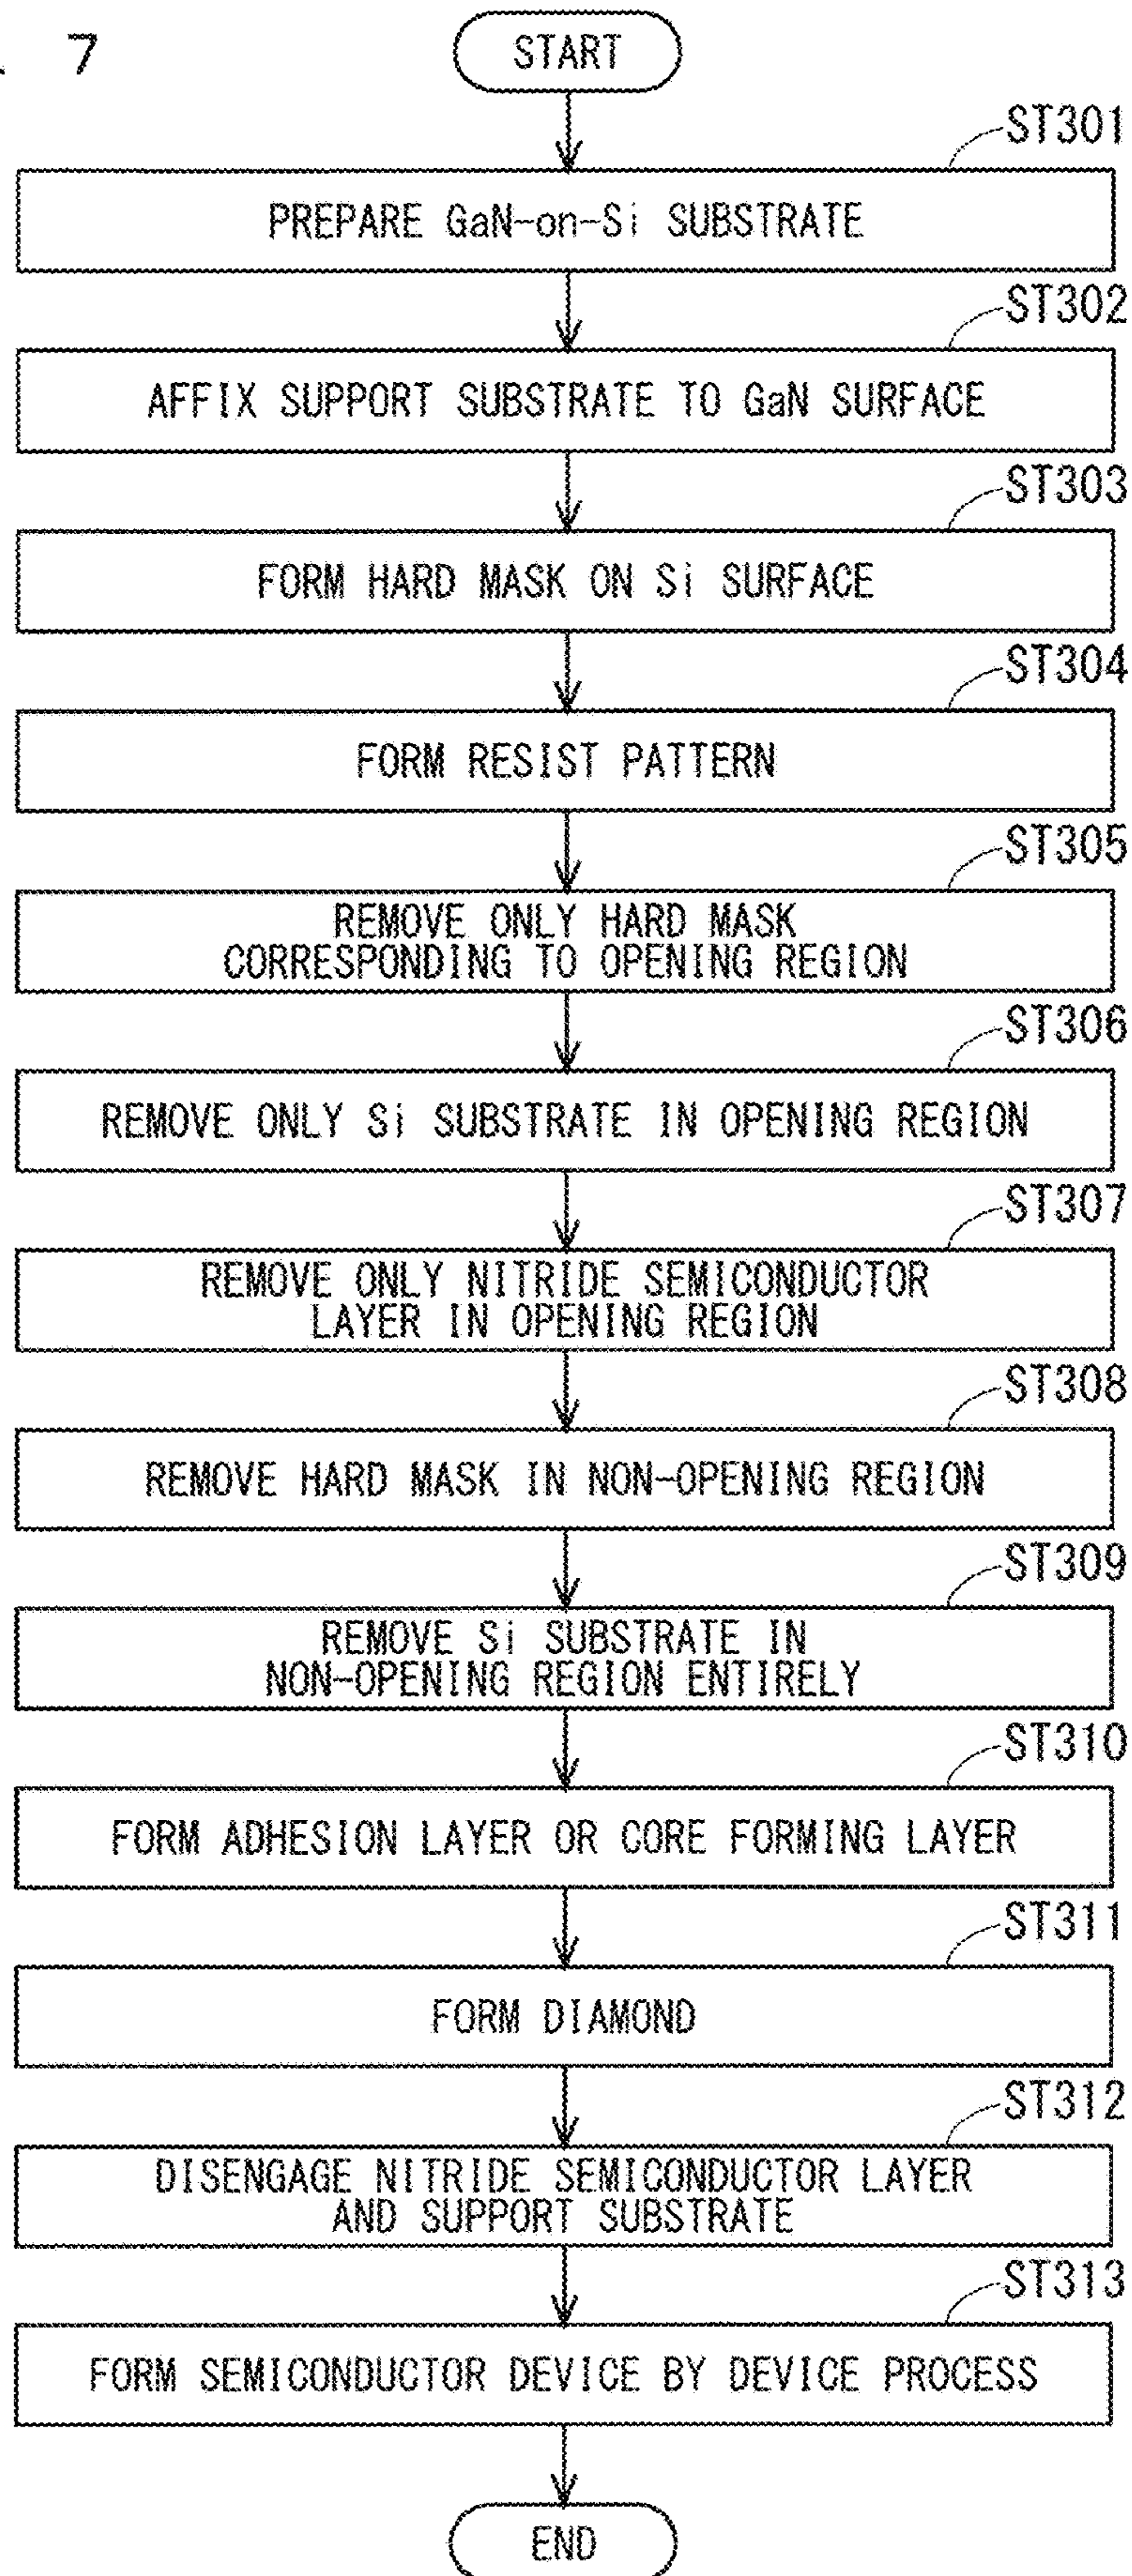 7
START
ST301
PREPARE GaN-on-Si SUBSTRATE
ST302
AFFIX SUPPORT SUBSTRATE TO GaN SURFACE
ST303
FORM HARD MASK ON Si SURFACE
ST304
FORM RESIST PATTERN
ST305
REMOVE ONLY HARD MASK
CORRESPONDING TO OPENING REGION
ST306
REMOVE ONLY Si SUBSTRATE IN OPENING REGION
ST307
REMOVE ONLY NITRIDE SEMICONDUCTOR
LAYER IN OPENING REGION
ST308
REMOVE HARD MASK IN NON-OPENING REGION
ST309
REMOVE Si SUBSTRATE IN
NON-OPENING REGION ENTIRELY
ST310
FORM ADHESION LAYER OR CORE FORMING LAYER
ST311
FORM DIAMOND
ST312
DISENGAGE NITRIDE SEMICONDUCTOR LAYER
AND SUPPORT SUBSTRATE
ST313
FORM SEMICONDUCTOR DEVICE BY DEVICE PROCESS
END